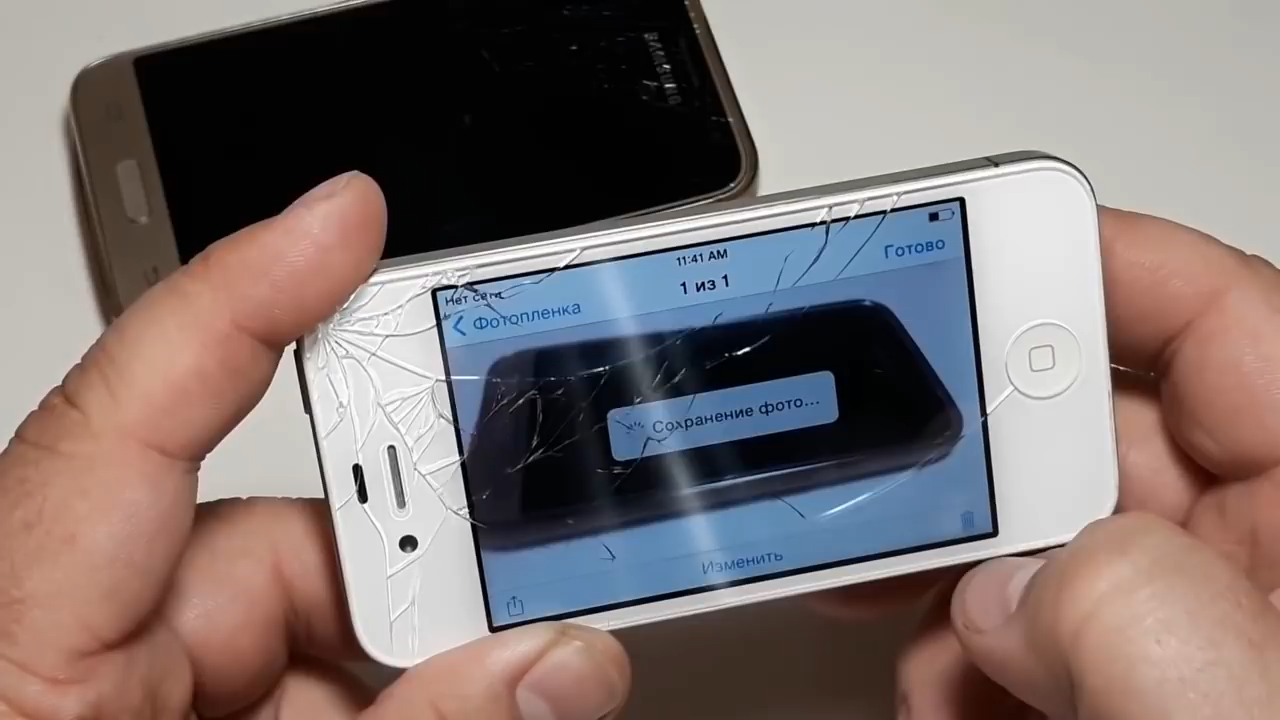 SAMSUNG
11:41 AM
Нет сети
1 из 1
Готово
Фотопленка
Сохранение фото...
Изменить